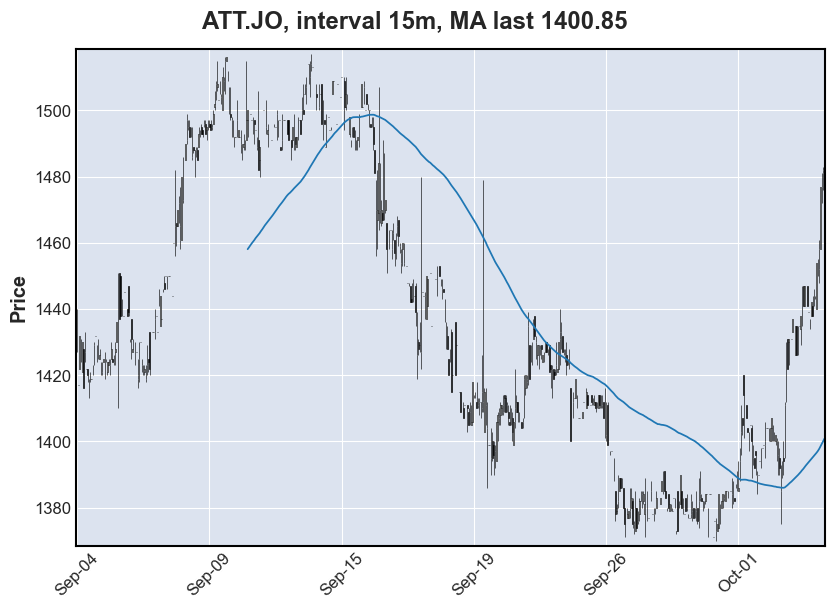 ATT.JO, interval 15m, MA last 1400.85
Price
1500
1480
1460
1440
1420
1400
1380
Sep-04
Sep-09
Sep-15
Sep-19
Sep-26
Oct-01